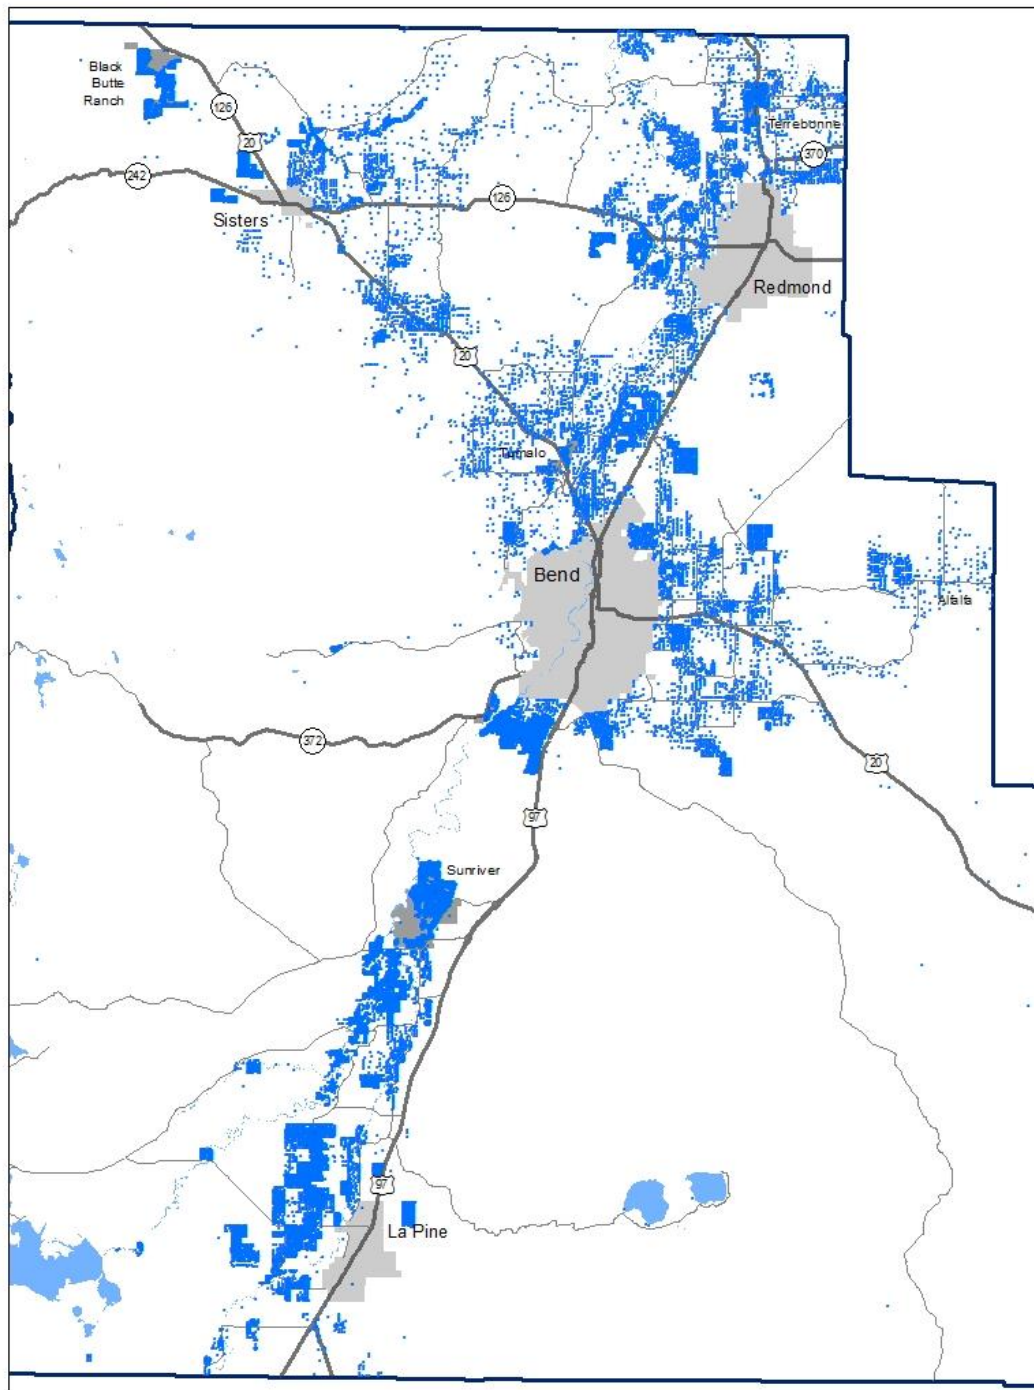 Black
Butte
Ranch
126
20
242
Sisters
126
Terrebonne
370
Redmond
20
Tumalo
Bend
Alfalfa
372
20
97
Sunriver
97
La Pine